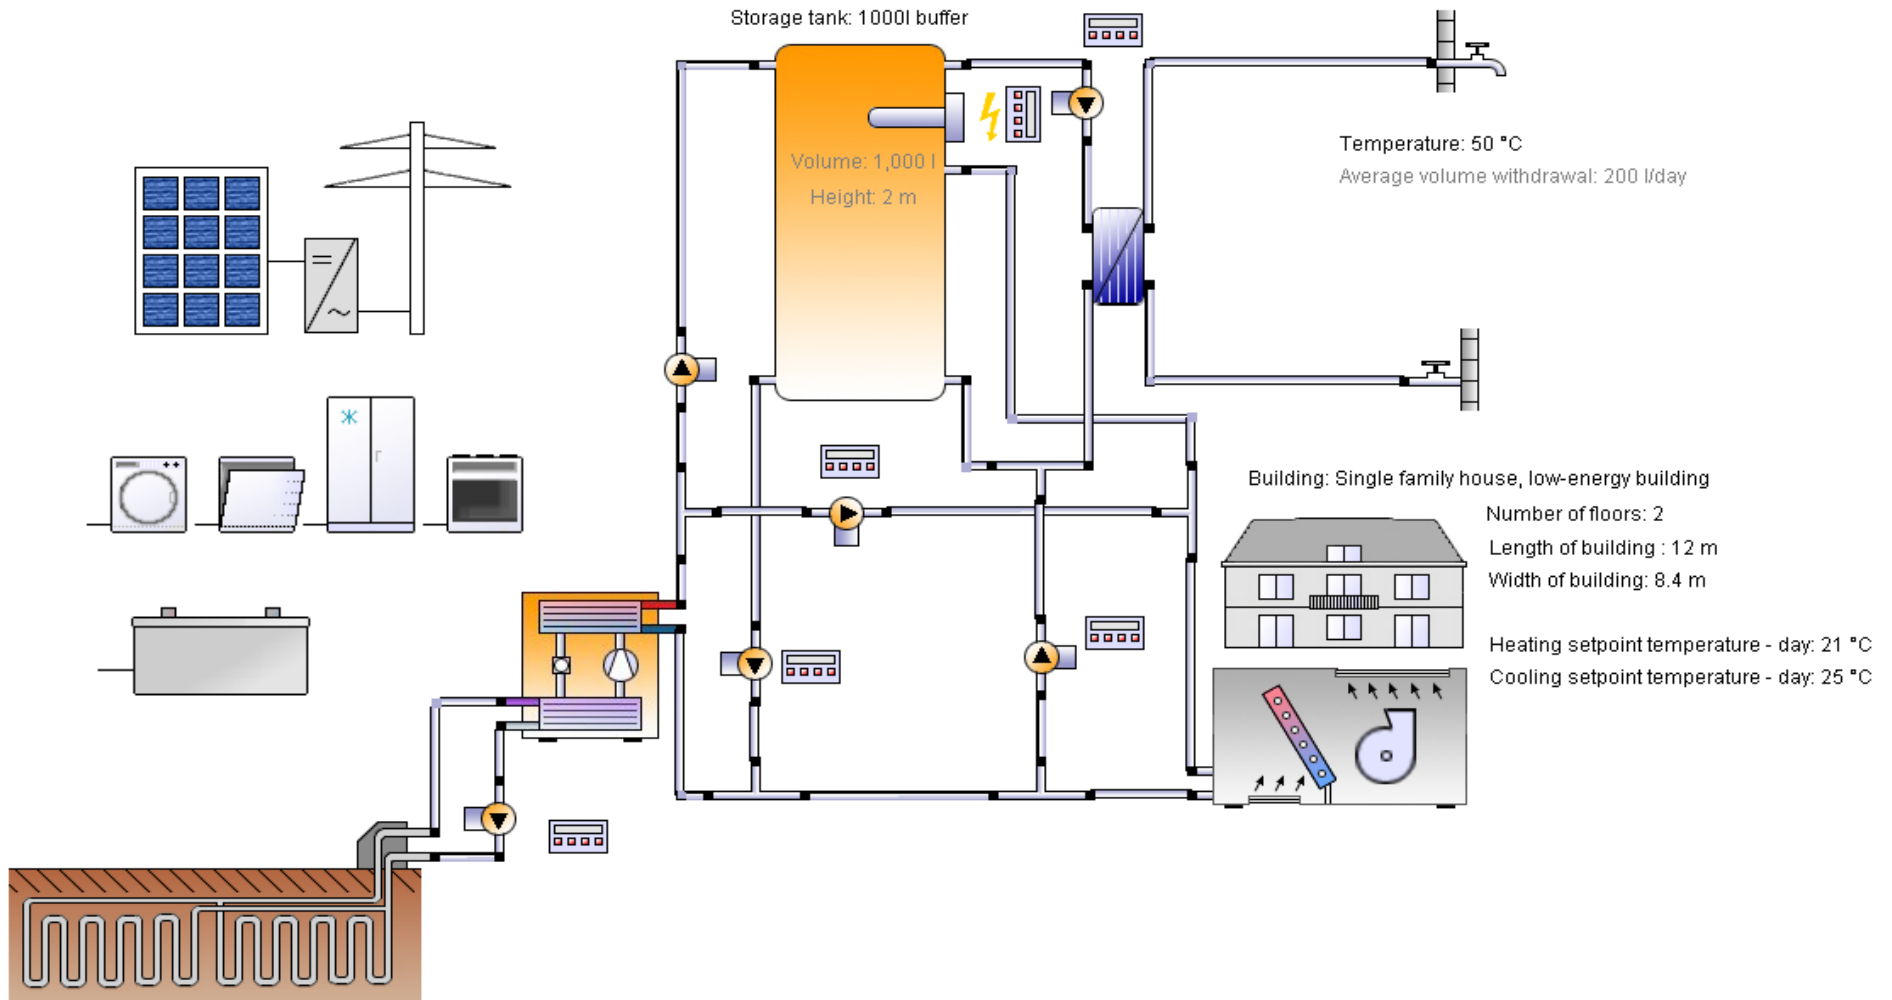 Storage tank: 1000l buffer
Volume: 1,000 l
Height: 2 m
Temperature: 50 °C
Average volume withdrawal: 200 l/day
Building: Single family house, low-energy building
Number of floors: 2
Length of building : 12 m
Width of building: 8.4 m
Heating setpoint temperature - day: 21 °C
Cooling setpoint temperature - day: 25 °C